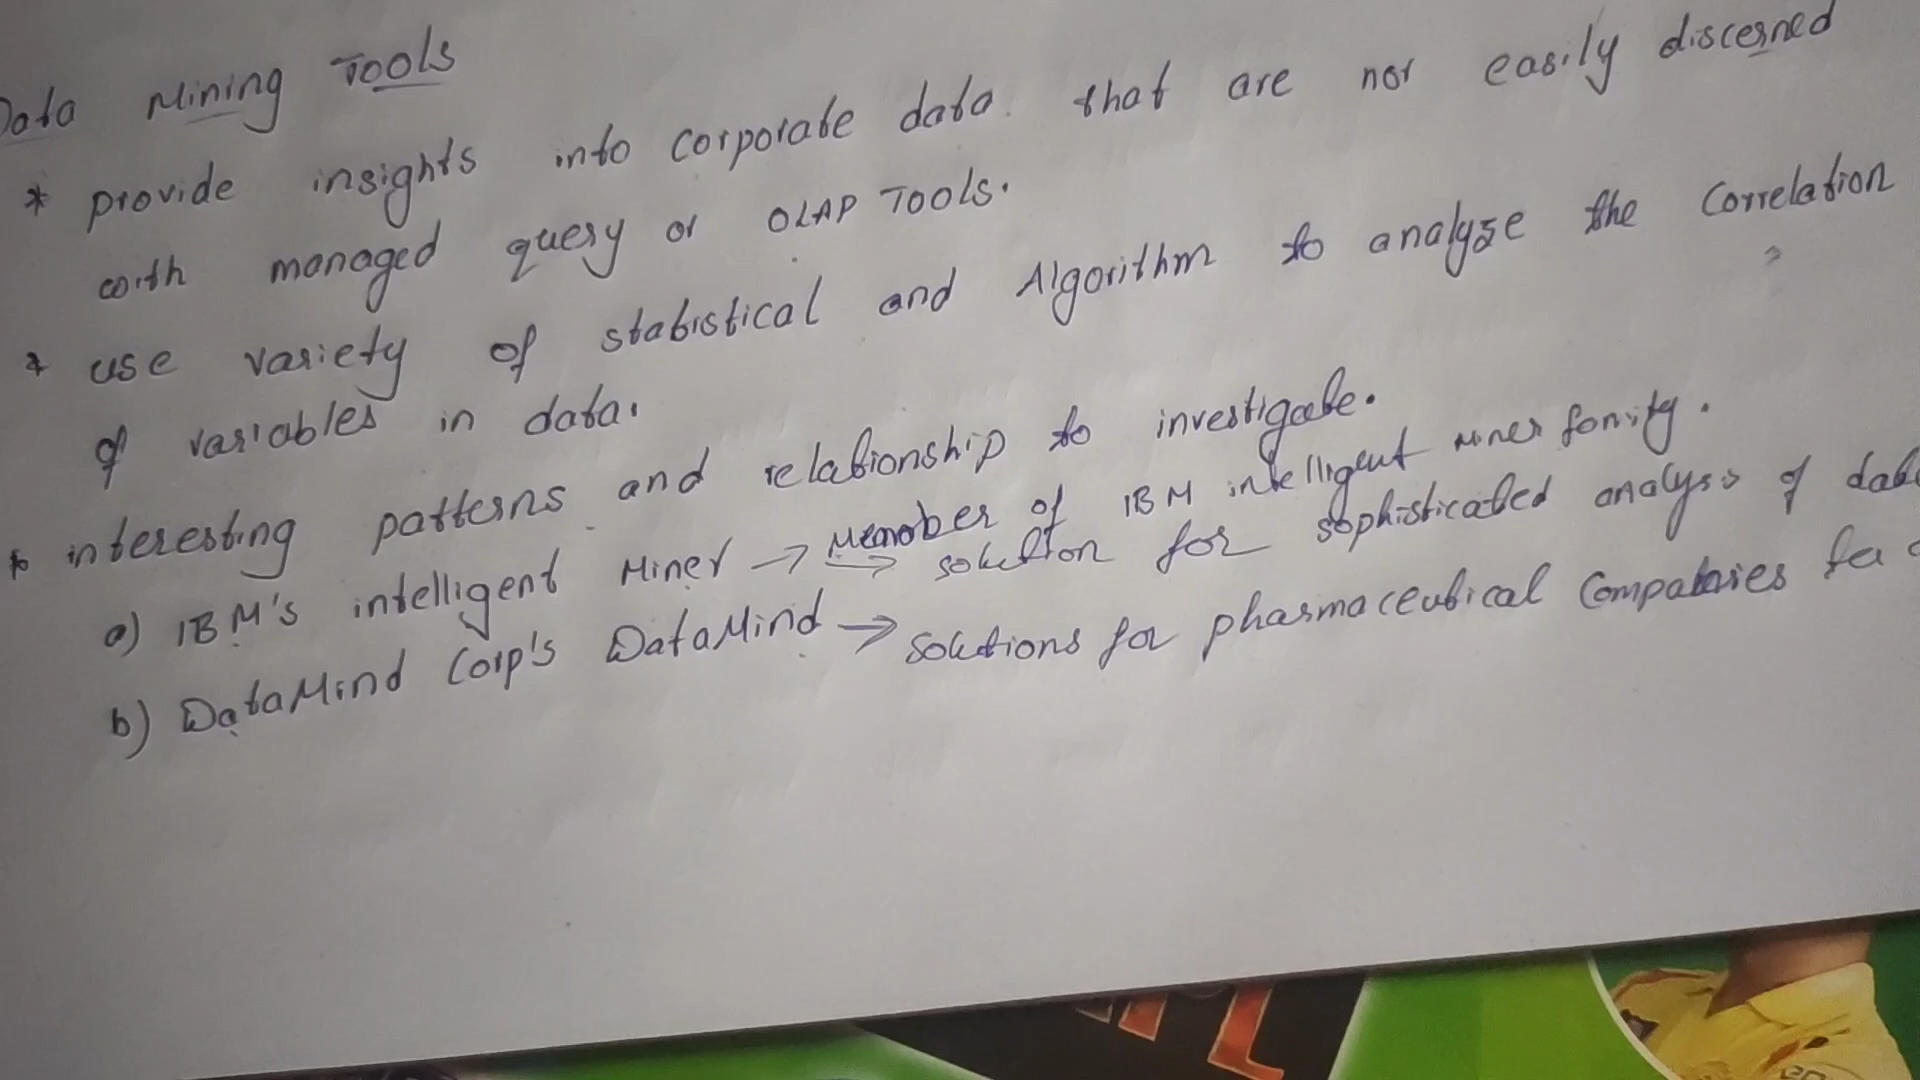 Data Mining Tools
* provide insights into corporate data that are not easily discerned
with managed query or OLAP TOOLS.
* use variety of statistical and Algorithm to analyze the Correlation
of variables in data.
* interesting patterns and relationship to investigate.
a) IBM's intelligent Miner → Member of IBM intelligent Miner
→ solution for sophisticated analysis of
b) DataMind Corp's DataMind → Solutions for pharmaceutical